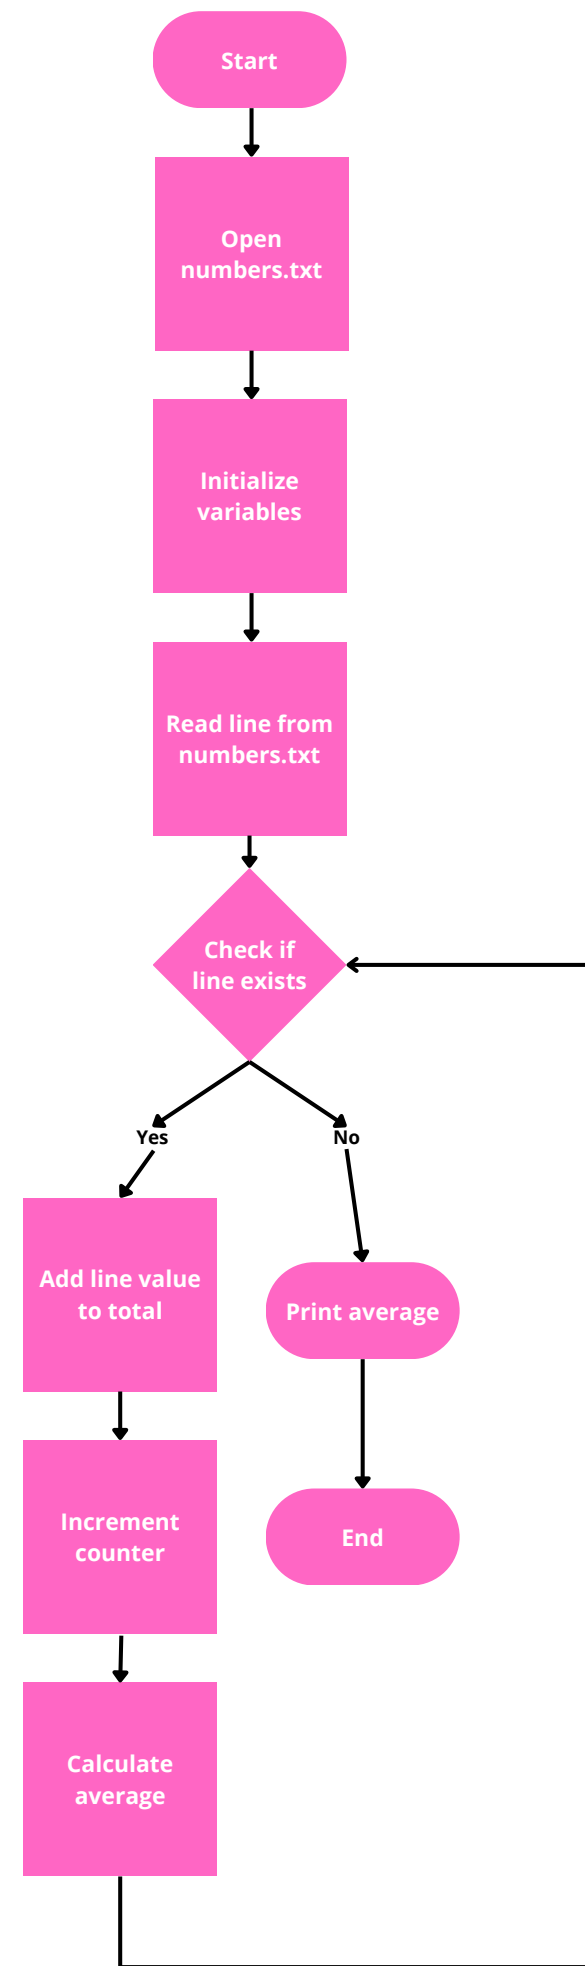 Start
Open
numbers.txt
Initialize
variables
Read line from
numbers.txt
Check if
line exists
Yes
No
Add line value
to total
Print average
Increment
counter
End
Calculate
average